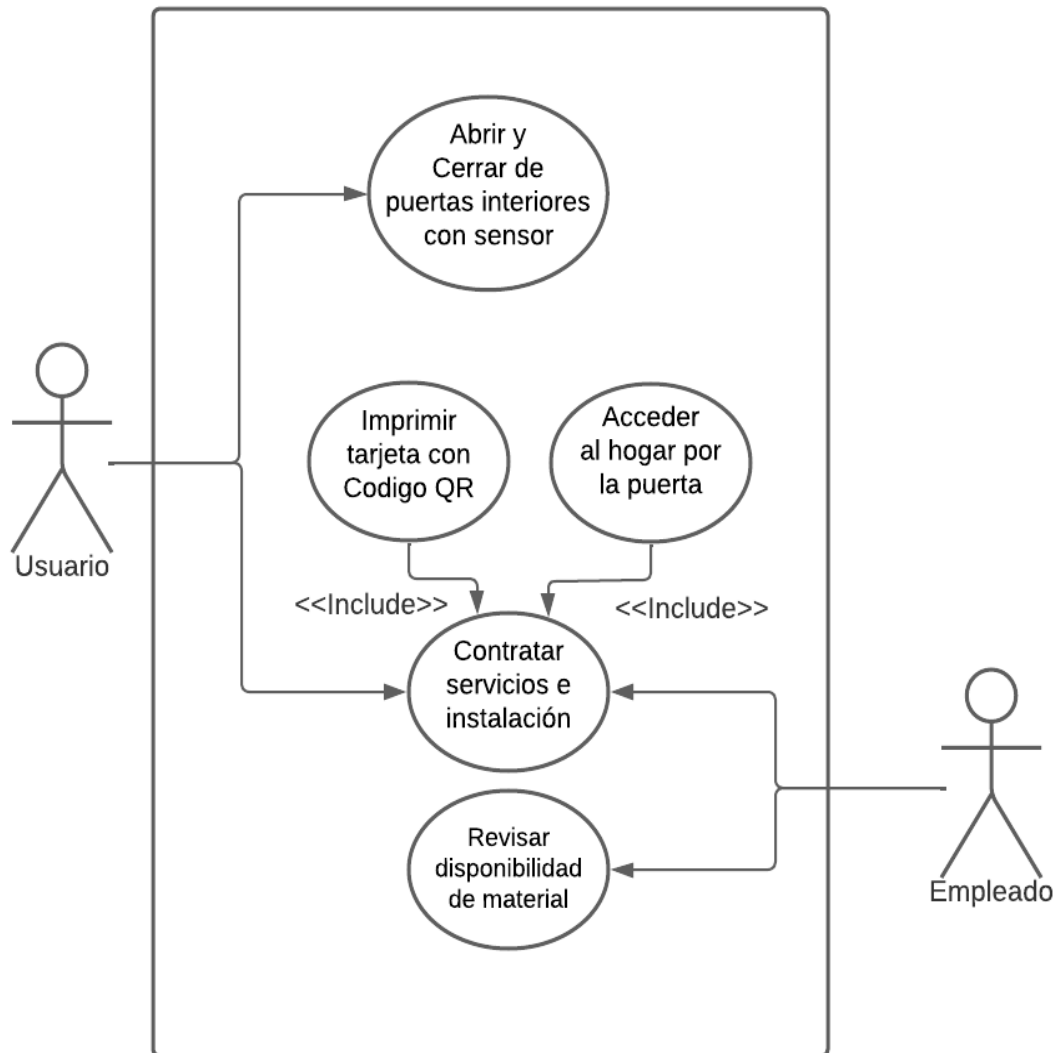 Abrir y
Cerrar de
puertas interiores
con sensor
Imprimir
tarjeta con
Codigo QR
Acceder
al hogar por
la puerta
Usuario
<<Include>>
<<Include>>
Contratar
servicios e
instalación
Revisar
disponibilidad
de material
Empleado